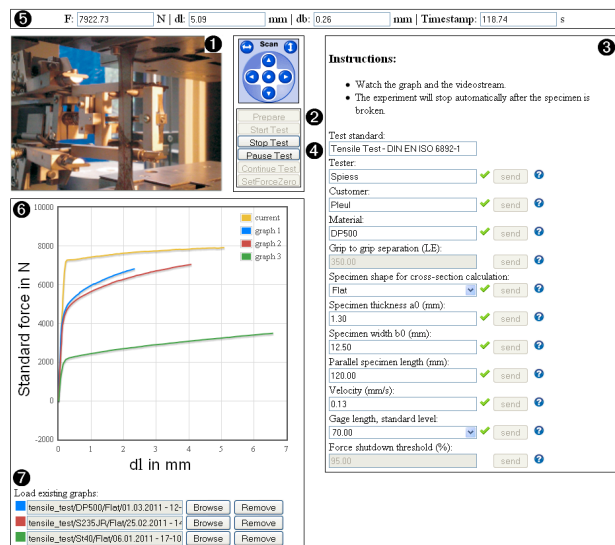 5
F: 7922.73 N | dl: 5.09 mm | db: 0.26 mm | Timestamp: 118.74 s
1
Scan
2
Prepare
Start Test
Stop Test
Pause Test
Continue Test
SetForceZero
3
Instructions:
Watch the graph and the videostream.
The experiment will stop automatically after the specimen is
broken.
4
Test standard:
Tensile Test - DIN EN ISO 6892-1
Tester:
Spiess send ?
Customer:
Pleul send ?
Material:
DP500 send ?
Grip to grip separation (LE):
350.00 send ?
Specimen shape for cross-section calculation:
Flat send ?
Specimen thickness a0 (mm):
1.30 send ?
Specimen width b0 (mm):
12.50 send ?
Parallel specimen length (mm):
120.00 send ?
Velocity (mm/s):
0.13 send ?
Gage length, standard level:
70.00 send ?
Force shutdown threshold (%):
95.00 send ?
6
Standard force in N
10000
8000
6000
4000
2000
0
-2000
current
graph 1
graph 2
graph 3
0 1 2 3 4 5 6 7
dl in mm
7
Load existing graphs:
tensile_test/DP500/Flat/01.03.2011 - 12- Browse Remove
tensile_test/S235JR/Flat/25.02.2011 - 14 Browse Remove
tensile_test/St40/Flat/06.01.2011 - 17-10 Browse Remove